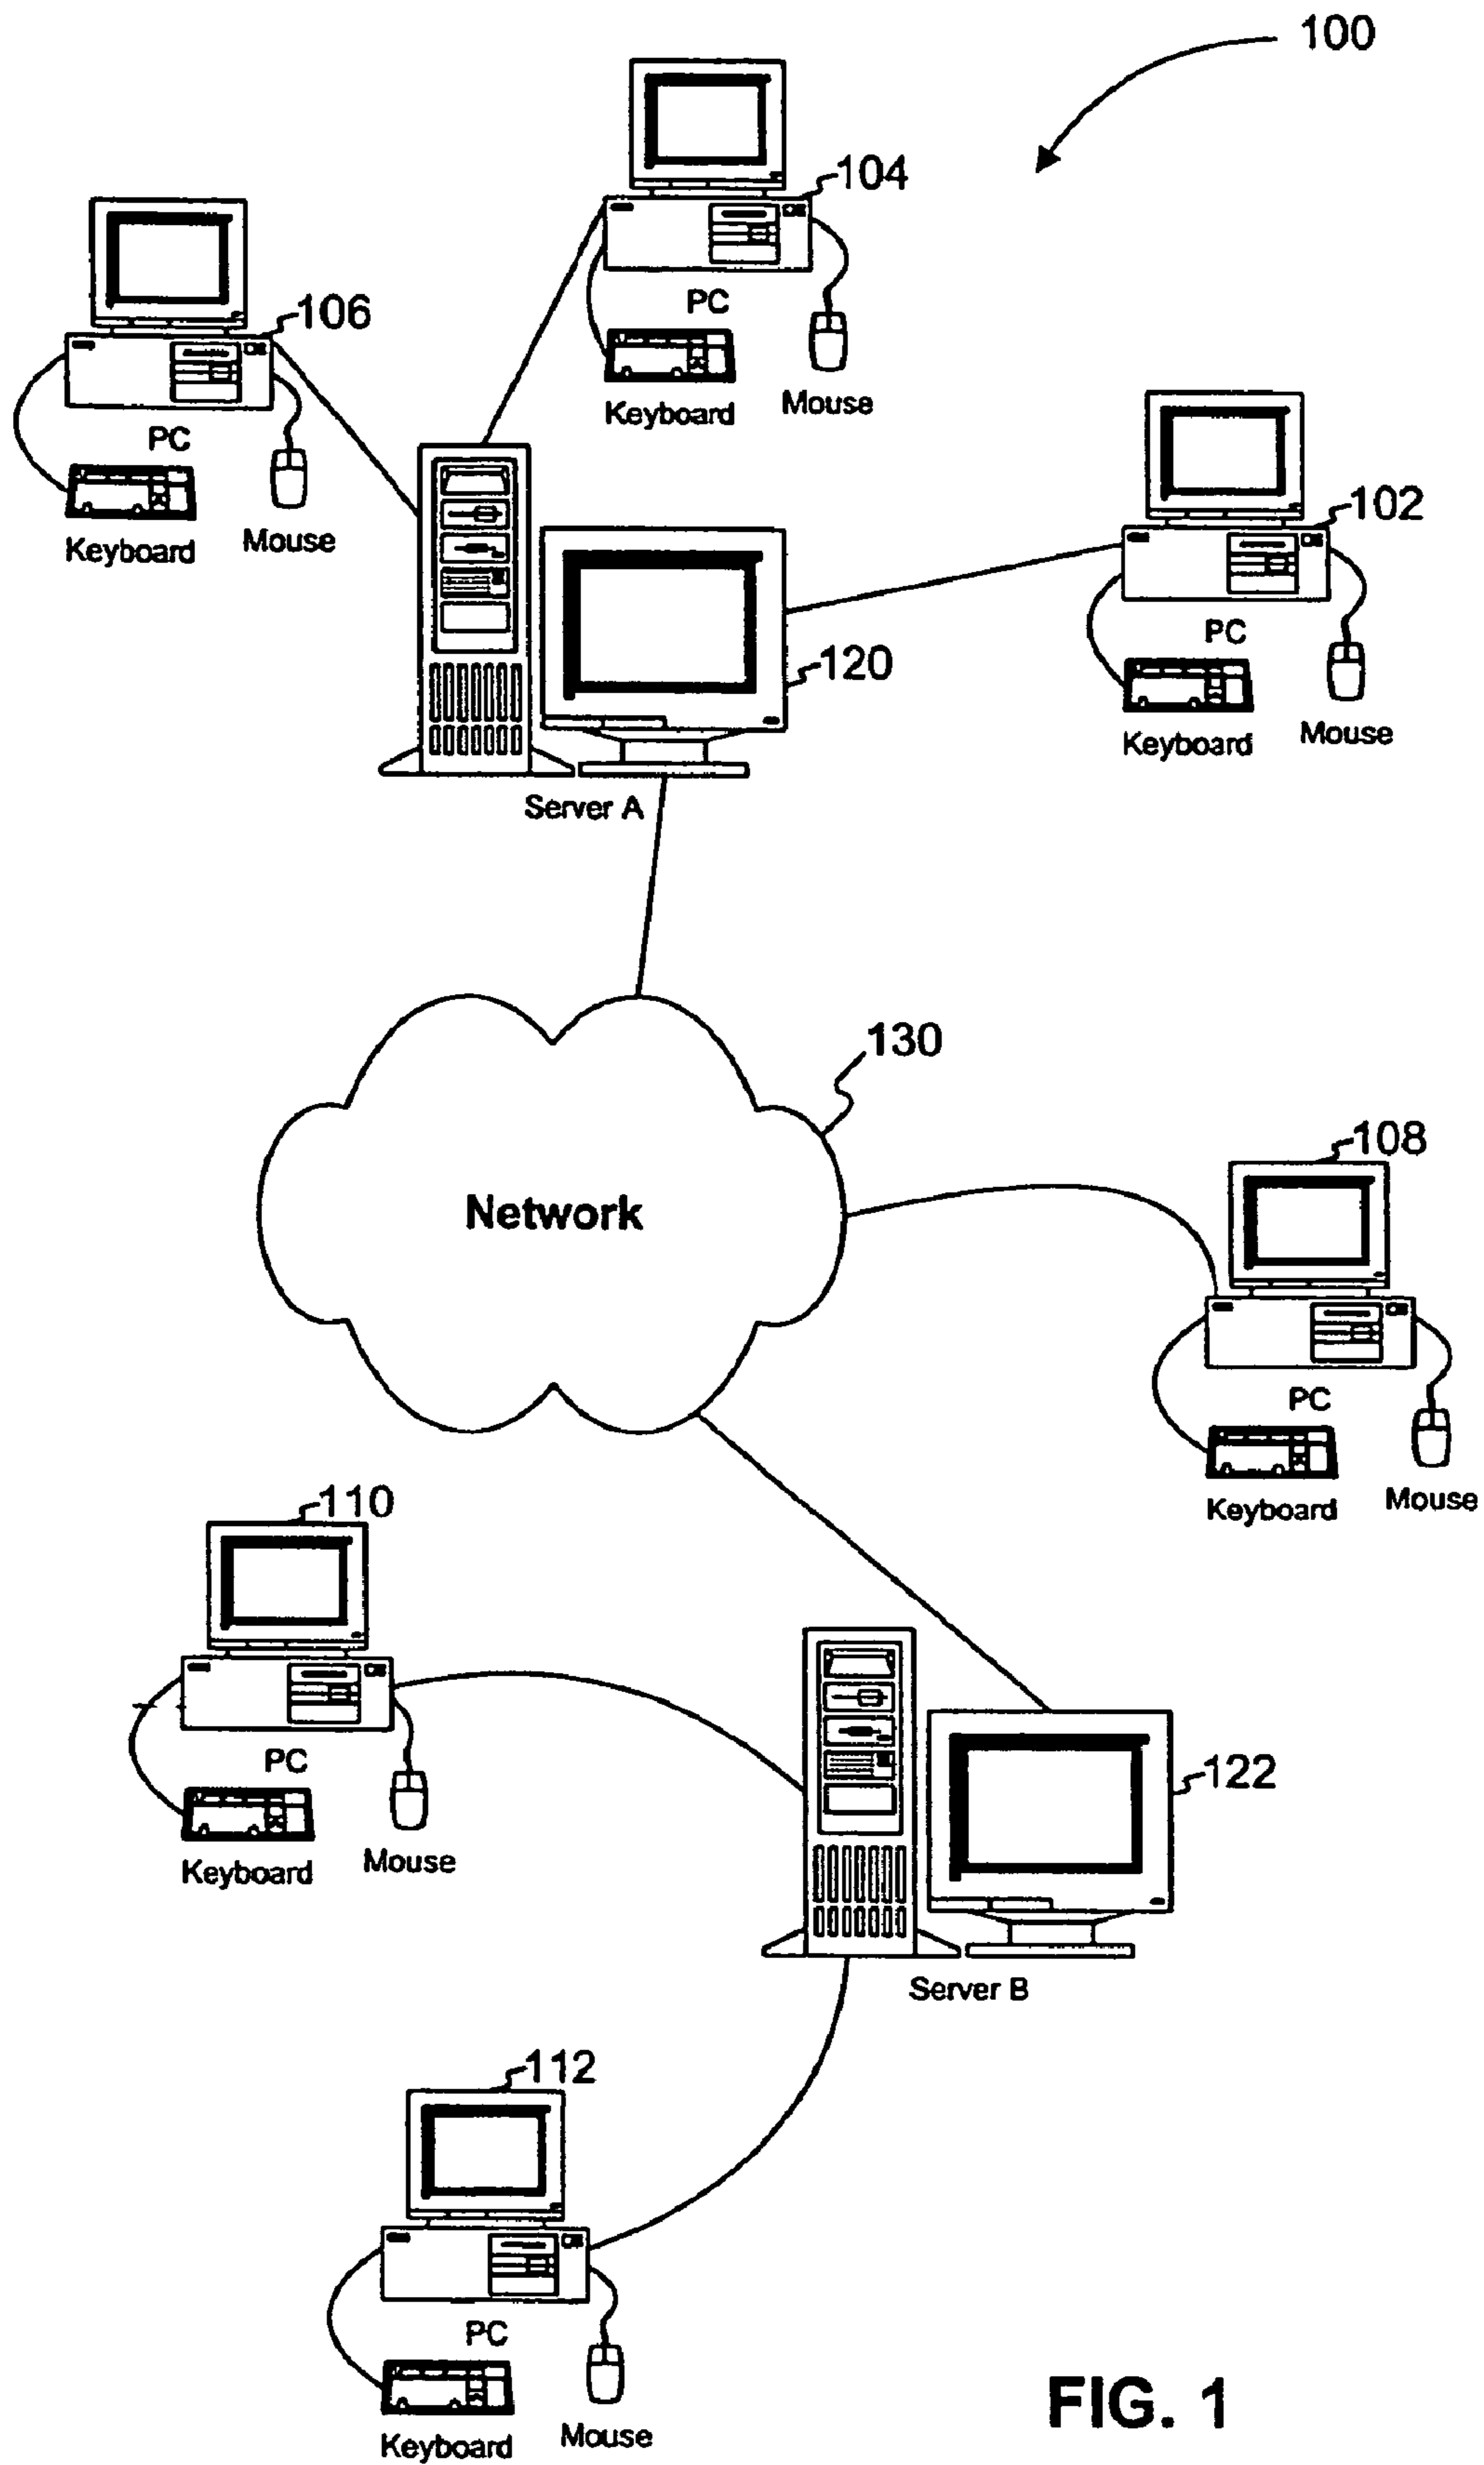 100
104
PC
Keyboard
Mouse
106
PC
Keyboard
Mouse
102
PC
Keyboard
Mouse
120
Server A
130
Network
108
PC
Keyboard
Mouse
110
PC
Keyboard
Mouse
122
Server B
112
PC
Keyboard
Mouse
FIG. 1